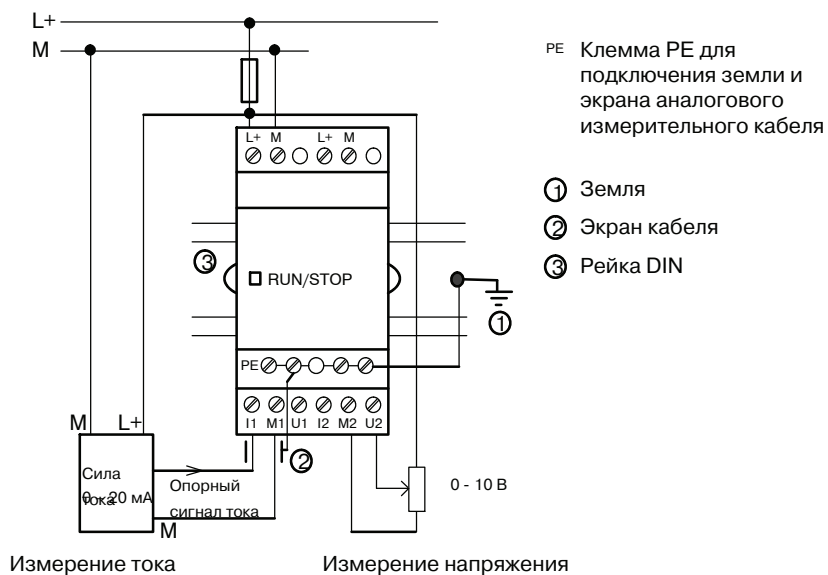 L+
M
PE Клемма PE для
подключения земли и
экрана аналогового
измерительного кабеля
① Земля
② Экран кабеля
③ Рейка DIN
L+ M L+ M
③
RUN/STOP
①
PE
I1 M1 U1 I2 M2 U2
②
M L+
Сила
тока
0 - 20 мА
Опорный
сигнал тока
M
0 - 10 В
Измерение тока
Измерение напряжения